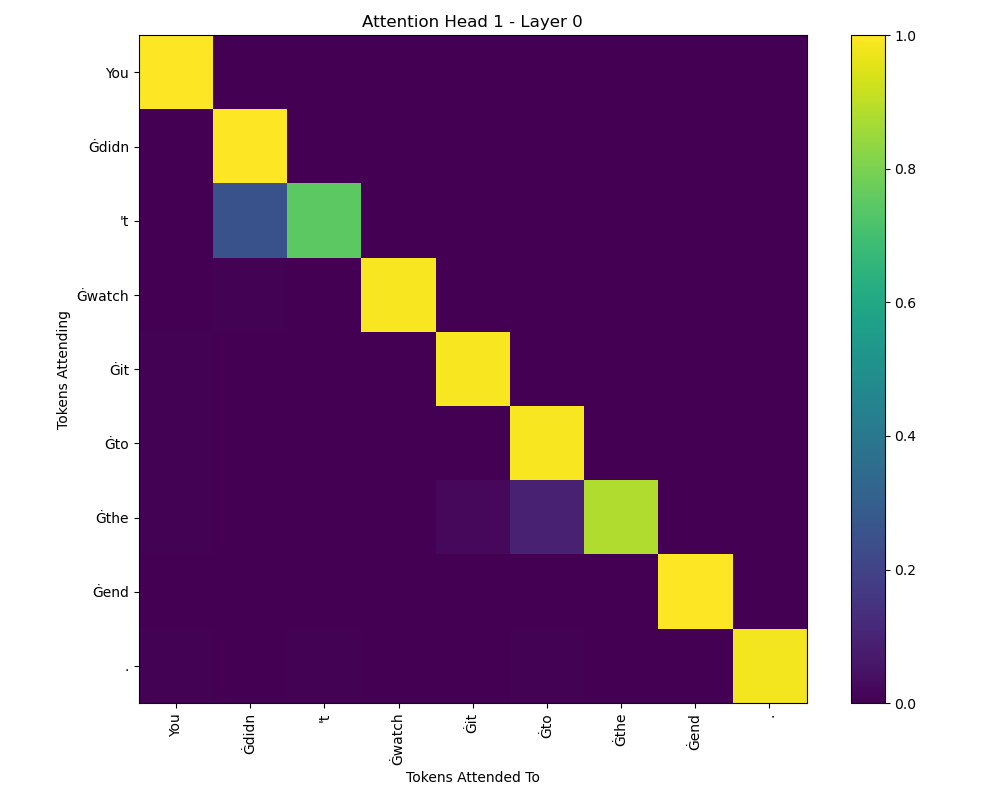 Attention Head 1 - Layer 0
Tokens Attending
You
Ġdidn
't
Ġwatch
Ġit
Ġto
Ġthe
Ġend
.
You
Ġdidn
't
Ġwatch
Ġit
Ġto
Ġthe
Ġend
.
Tokens Attended To
1.0
0.8
0.6
0.4
0.2
0.0